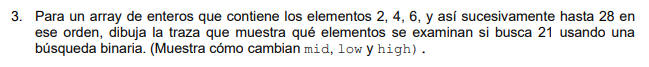 3. Para un array de enteros que contiene los elementos 2, 4, 6, y así sucesivamente hasta 28 en
ese orden, dibuja la traza que muestra qué elementos se examinan si busca 21 usando una
búsqueda binaria. (Muestra cómo cambian mid, low y high) .